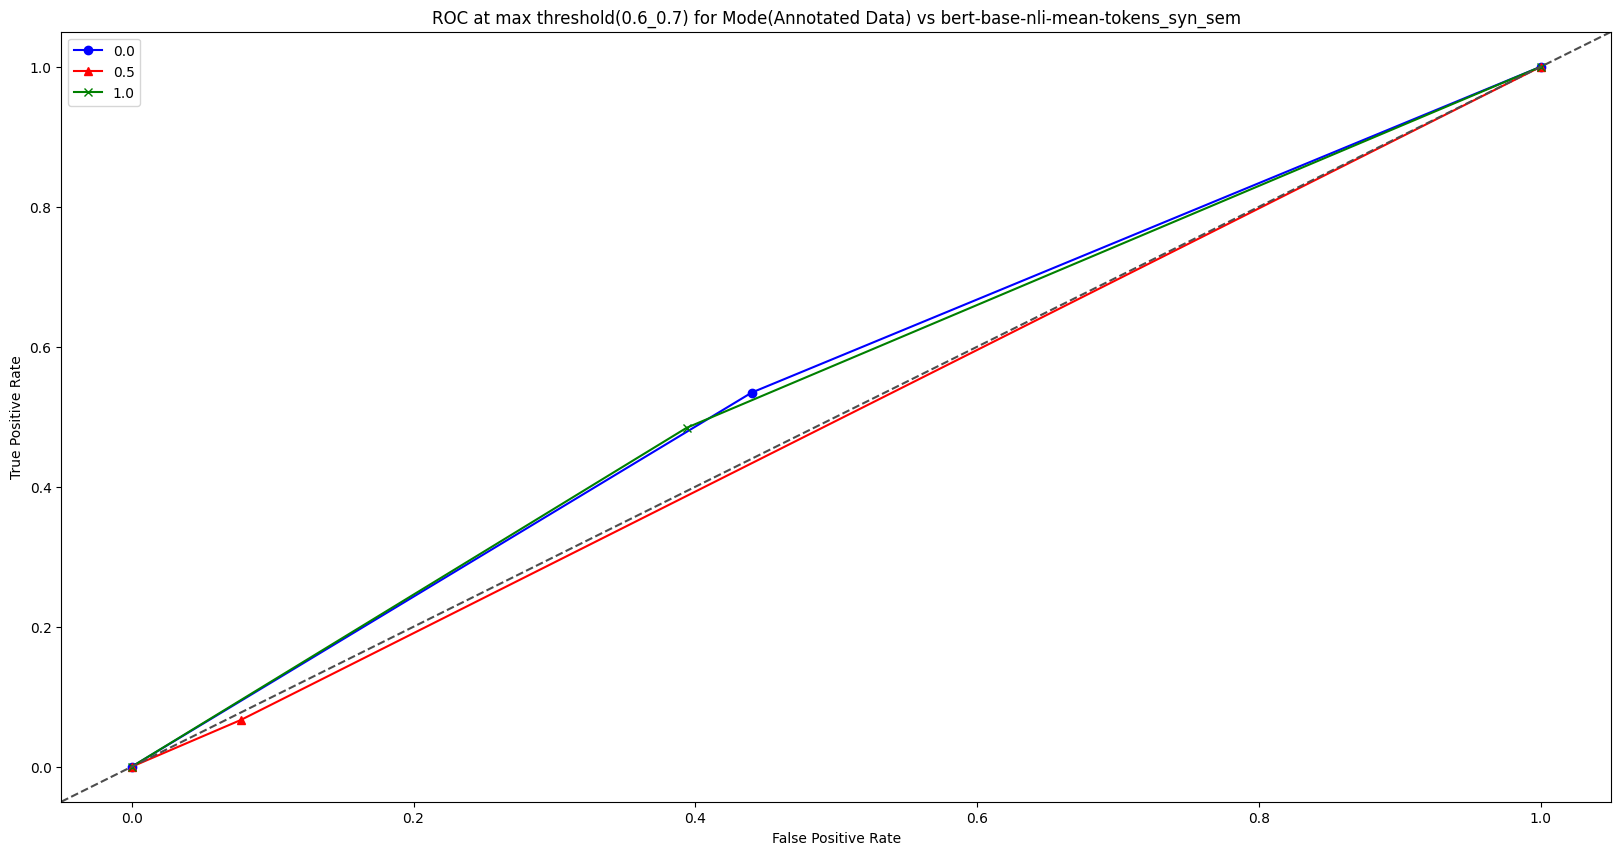 ROC at max threshold(0.6_0.7) for Mode(Annotated Data) vs bert-base-nli-mean-tokens_syn_sem
0.0
0.5
1.0
True Positive Rate
1.0
0.8
0.6
0.4
0.2
0.0
0.0 0.2 0.4 0.6 0.8 1.0
False Positive Rate